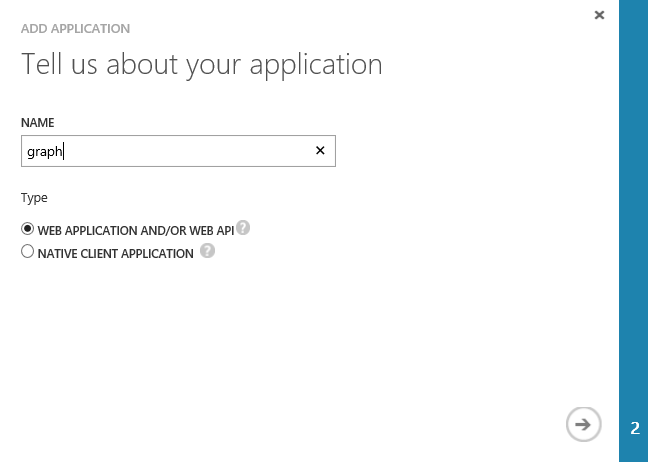 ADD APPLICATION
Tell us about your application
NAME
graph
Type
WEB APPLICATION AND/OR WEB API ?
NATIVE CLIENT APPLICATION ?
2